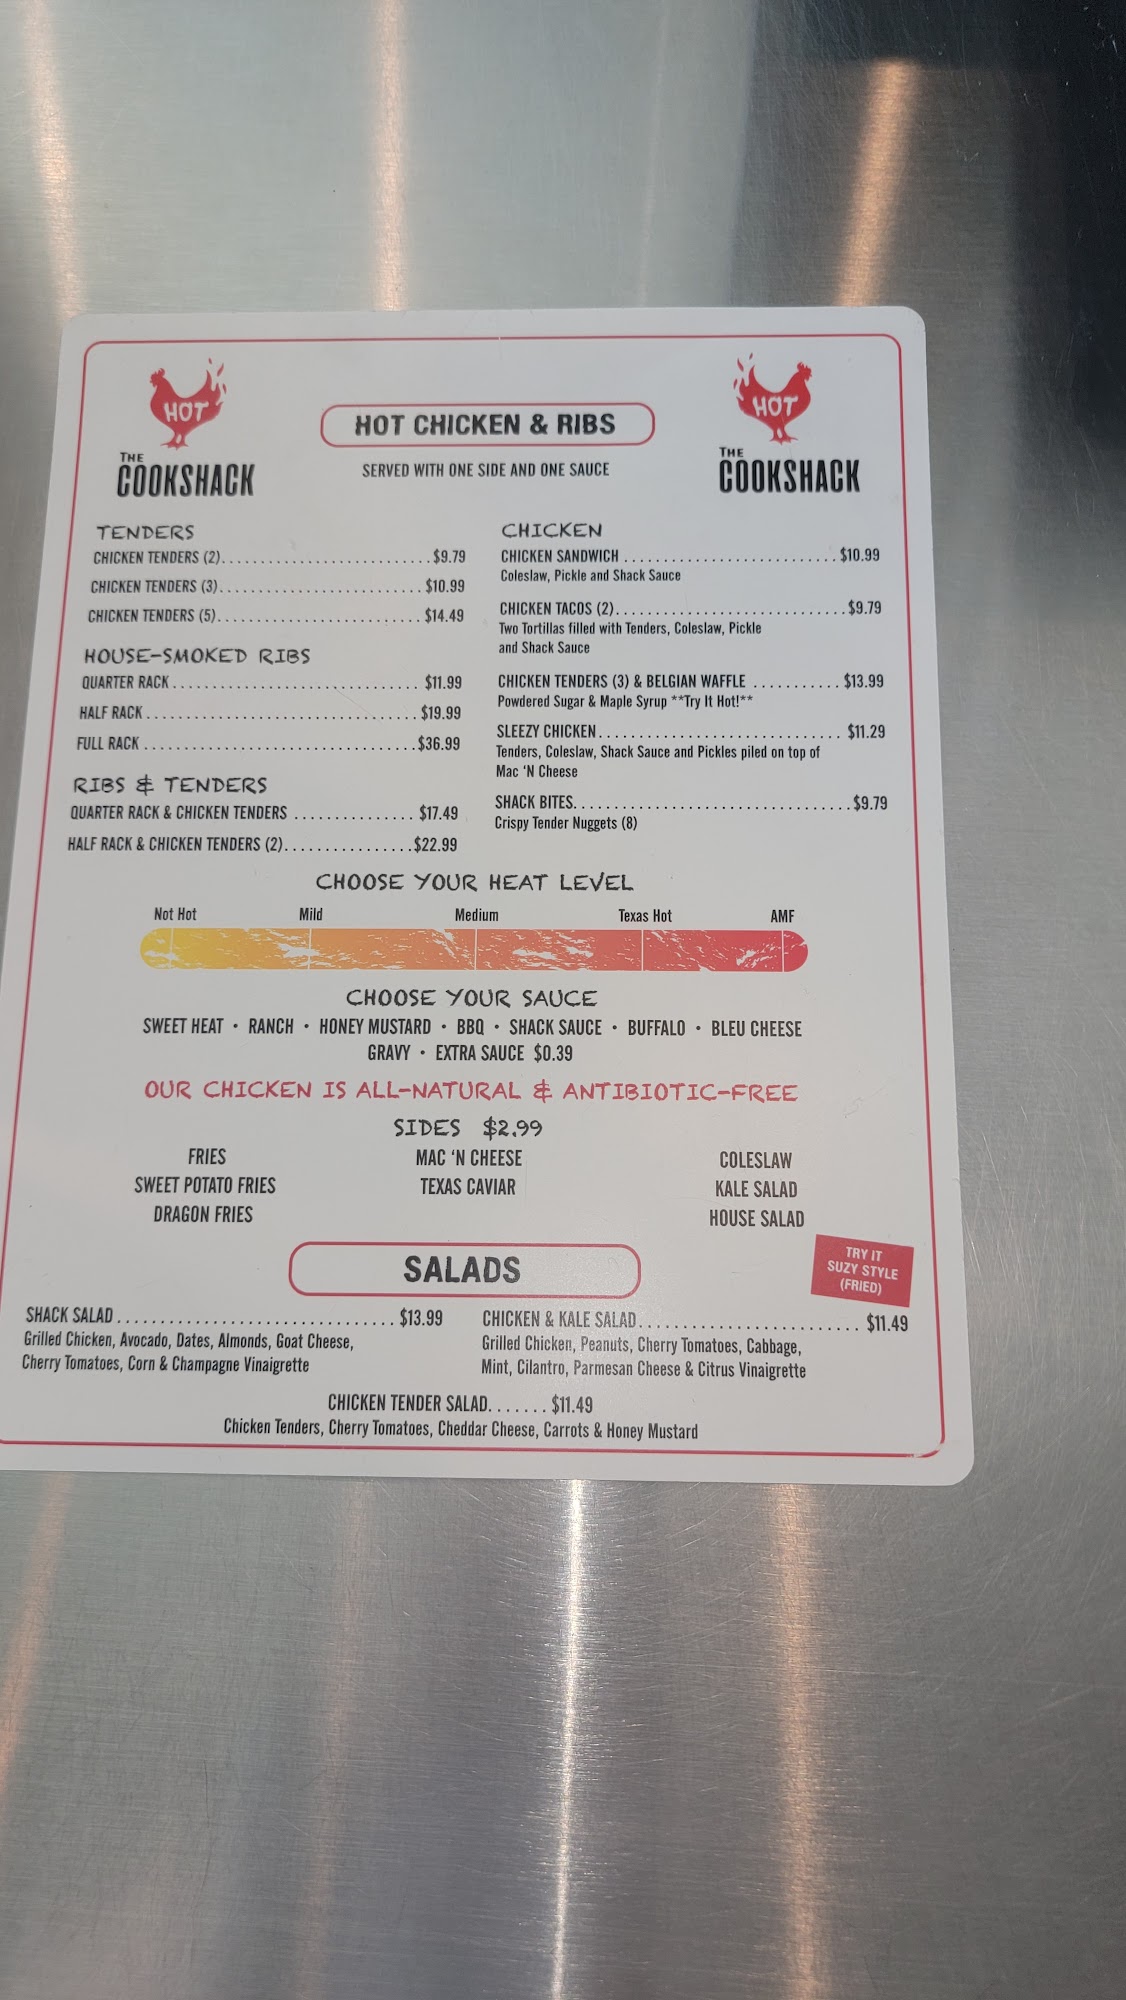 HOT
THE
COOKSHACK
HOT CHICKEN & RIBS
SERVED WITH ONE SIDE AND ONE SAUCE
HOT
THE
COOKSHACK
TENDERS
CHICKEN TENDERS (2)..............................$9.79
CHICKEN TENDERS (3)..............................$10.99
CHICKEN TENDERS (5)..............................$14.49
HOUSE-SMOKED RIBS
QUARTER RACK..............................$11.99
HALF RACK..............................$19.99
FULL RACK..............................$36.99
RIBS & TENDERS
QUARTER RACK & CHICKEN TENDERS ...............$17.49
HALF RACK & CHICKEN TENDERS (2)................$22.99
CHICKEN
CHICKEN SANDWICH..............................$10.99
Coleslaw, Pickle and Shack Sauce
CHICKEN TACOS (2)..............................$9.79
Two Tortillas filled with Tenders, Coleslaw, Pickle
and Shack Sauce
CHICKEN TENDERS (3) & BELGIAN WAFFLE ...........$13.99
Powdered Sugar & Maple Syrup **Try It Hot!**
SLEEZY CHICKEN..............................$11.29
Tenders, Coleslaw, Shack Sauce and Pickles piled on top of
Mac 'N Cheese
SHACK BITES..............................$9.79
Crispy Tender Nuggets (8)
CHOOSE YOUR HEAT LEVEL
Not Hot Mild Medium Texas Hot AMF
CHOOSE YOUR SAUCE
SWEET HEAT • RANCH • HONEY MUSTARD • BBQ • SHACK SAUCE • BUFFALO • BLEU CHEESE
GRAVY • EXTRA SAUCE $0.39
OUR CHICKEN IS ALL-NATURAL & ANTIBIOTIC-FREE
SIDES $2.99
FRIES MAC 'N CHEESE COLESLAW
SWEET POTATO FRIES TEXAS CAVIAR KALE SALAD
DRAGON FRIES HOUSE SALAD
SALADS
TRY IT
SUZY STYLE
(FRIED)
SHACK SALAD..............................$13.99
Grilled Chicken, Avocado, Dates, Almonds, Goat Cheese,
Cherry Tomatoes, Corn & Champagne Vinaigrette
CHICKEN & KALE SALAD..............................$11.49
Grilled Chicken, Peanuts, Cherry Tomatoes, Cabbage,
Mint, Cilantro, Parmesan Cheese & Citrus Vinaigrette
CHICKEN TENDER SALAD.......$11.49
Chicken Tenders, Cherry Tomatoes, Cheddar Cheese, Carrots & Honey Mustard